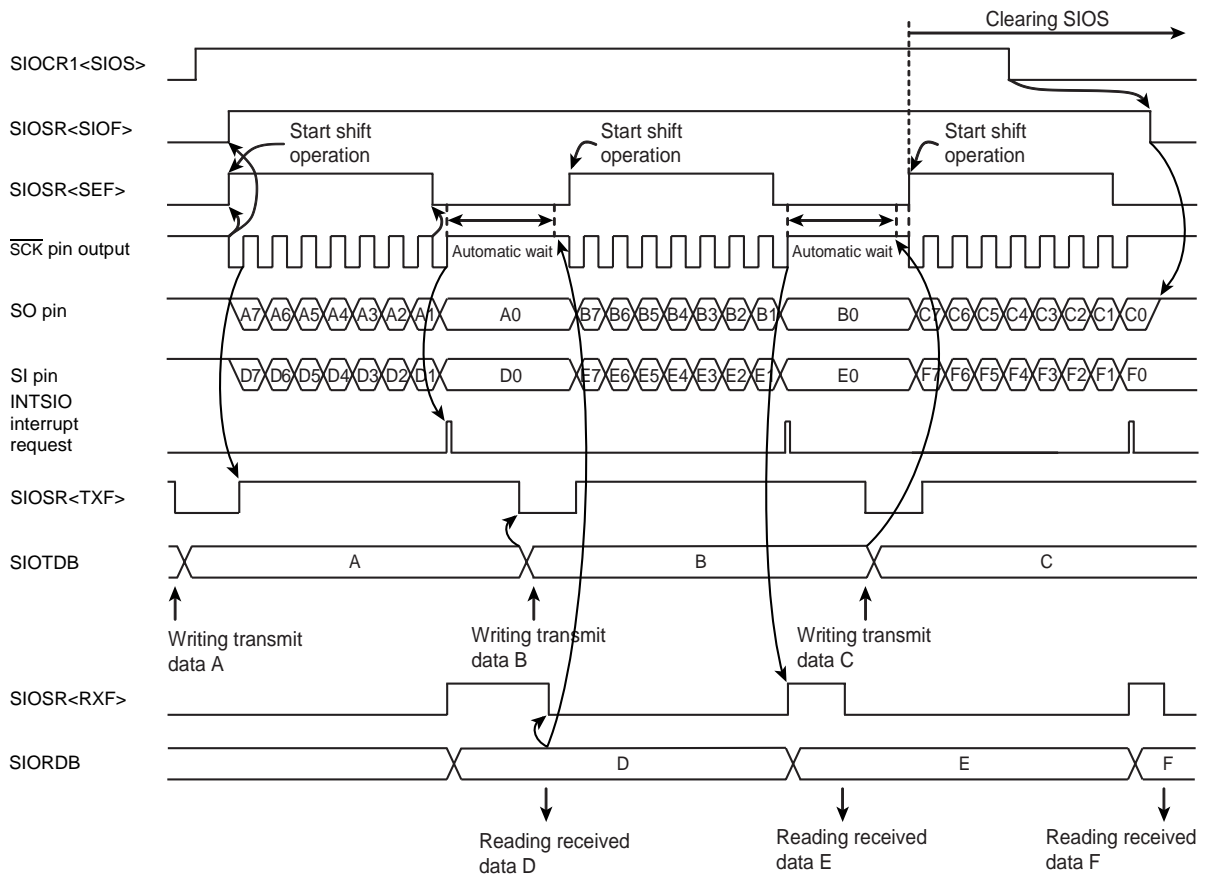 Clearing SIOS
SIOCR1<SIOS>
SIOSR<SIOF>
Start shift
operation
Start shift
operation
Start shift
operation
SIOSR<SEF>
SCK pin output
Automatic wait
Automatic wait
SO pin
A7 A6 A5 A4 A3 A2 A1 A0 B7 B6 B5 B4 B3 B2 B1 B0 C7 C6 C5 C4 C3 C2 C1 C0
SI pin
D7 D6 D5 D4 D3 D2 D1 D0 E7 E6 E5 E4 E3 E2 E1 E0 F7 F6 F5 F4 F3 F2 F1 F0
INTSIO
interrupt
request
SIOSR<TXF>
SIOTDB
A B C
Writing transmit
data A
Writing transmit
data B
Writing transmit
data C
SIOSR<RXF>
SIORDB
D E F
Reading received
data D
Reading received
data E
Reading received
data F